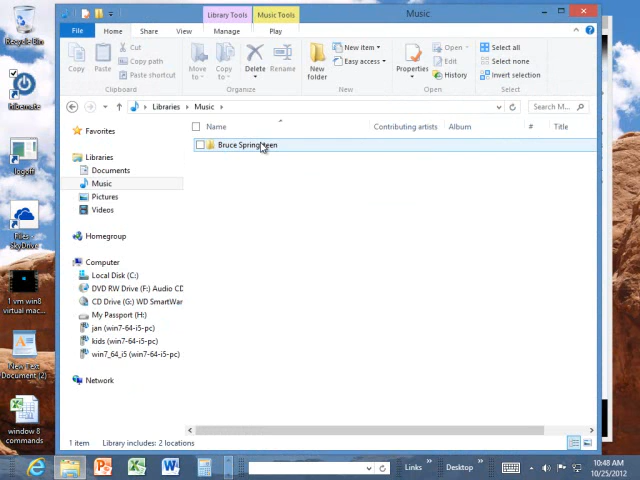 Library Tools
Music Tools
Music
File
Home
Share
View
Manage
Play
Copy
Paste
Cut
Copy path
Paste shortcut
Clipboard
Move to
Copy to
Delete
Rename
Organize
New folder
New item
Easy access
New
Properties
Open
Edit
History
Open
Select all
Select none
Invert selection
Select
Libraries
Music
Search M...
Name
Contributing artists
Album
#
Title
Favorites
Libraries
Documents
Music
Pictures
Videos
Homegroup
Computer
Local Disk (C:)
DVD RW Drive (F:) Audio CD
CD Drive (G:) WD SmartWar
My Passport (H:)
jan (win7-64-i5-pc)
kids (win7-64-i5-pc)
win7_64_i5 (win7-64-i5-pc)
Network
1 item
Library includes: 2 locations
Recycle Bin
hibernate
logoff
Files - SkyDrive
1 vm win8
virtual mac...
New Text
Document (2)
window 8
commands
Links
Desktop
10:48 AM
10/25/2012